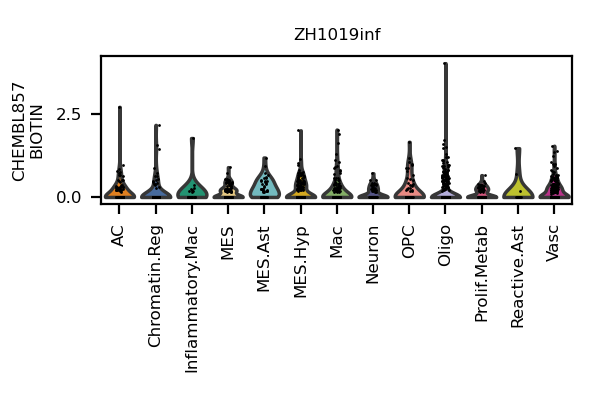 ZH1019inf
CHEMBL857
BIOTIN
2.5
0.0
AC
Chromatin.Reg
Inflammatory.Mac
MES
MES.Ast
MES.Hyp
Mac
Neuron
OPC
Oligo
Prolif.Metab
Reactive.Ast
Vasc